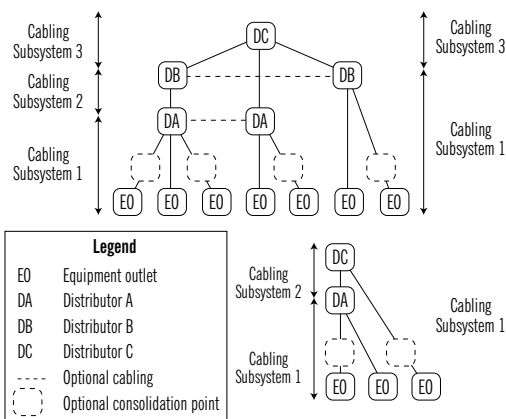 Cabling
Subsystem 3
Cabling
Subsystem 2
Cabling
Subsystem 1
DC
DB
DB
DA
DA
EO
EO
EO
EO
EO
EO
EO
Cabling
Subsystem 3
Cabling
Subsystem 1
Legend
EO Equipment outlet
DA Distributor A
DB Distributor B
DC Distributor C
Optional cabling
Optional consolidation point
Cabling
Subsystem 2
Cabling
Subsystem 1
DC
DA
EO
EO
EO
Cabling
Subsystem 1